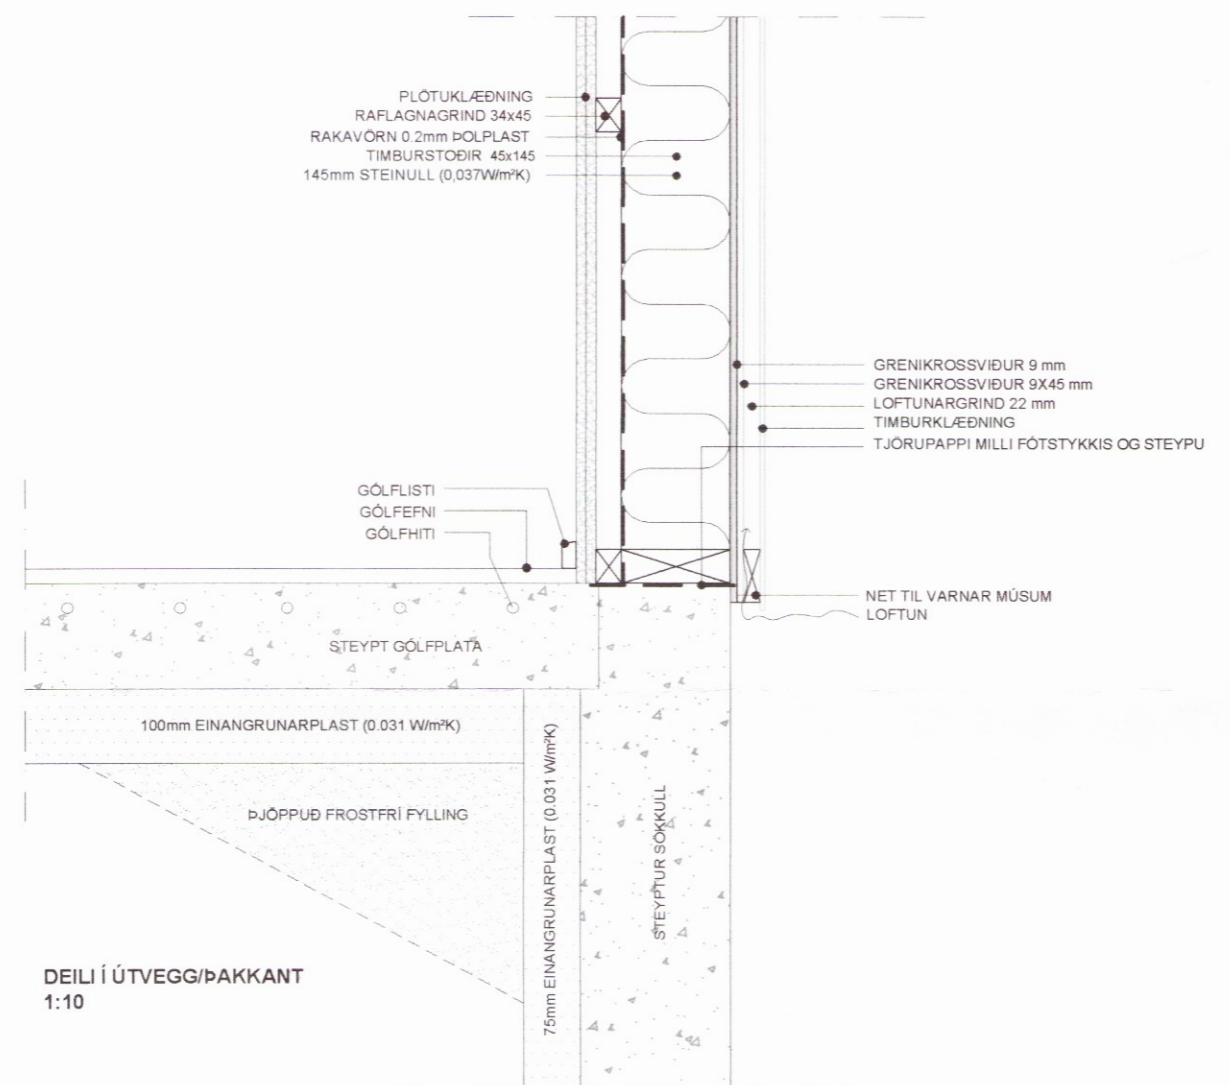 PLÖTUKLÆÐNING
RAFLAGNAGRIND 34x45
RAKAVÖRN 0.2mm ÞOLPLAST
TIMBURSTOÐIR 45x145
145mm STEINULL (0,037W/m²K)
GRENIKROSSVIÐUR 9 mm
GRENIKROSSVIÐUR 9X45 mm
LOFTUNARGRIND 22 mm
TIMBURKLÆÐNING
TJÖRUPAPPI MILLI FÓTSTYKKIS OG STEYPU
GÓLFLISTI
GÓLFEFNI
GÓLFHITI
NET TIL VARNAR MÚSUM
LOFTUN
STEYPT GÓLFPLATA
100mm EINANGRUNARPLAST (0.031 W/m²K)
ÞJÖPPUÐ FROSTFRÍ FYLLING
75mm EINANGRUNARPLAST (0.031 W/m²K)
STEYPTUR SÖKKULL
DEILI Í ÚTVEGG/ÞAKKANT
1:10